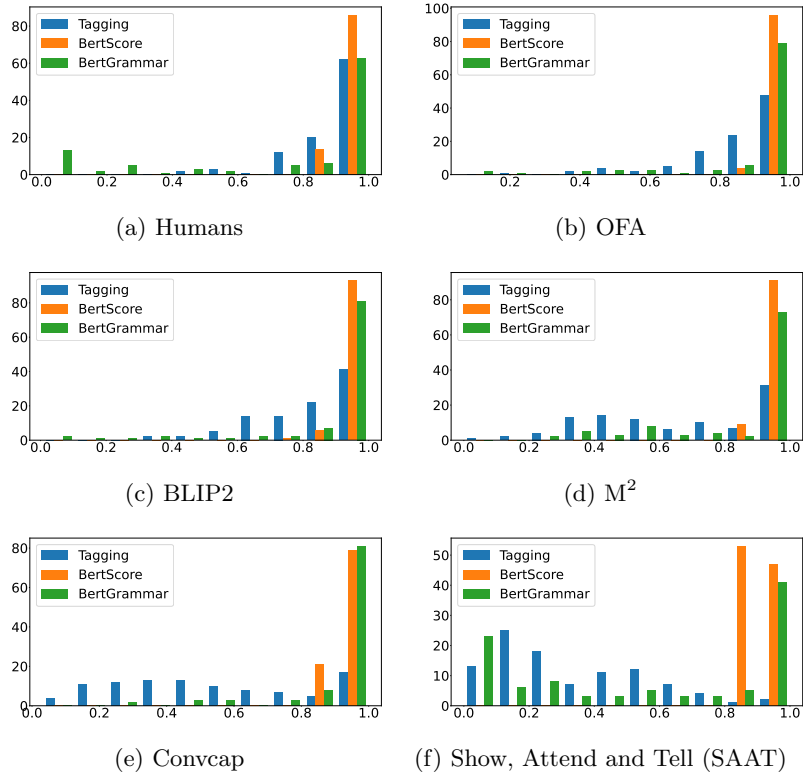 Tagging
BertScore
BertGrammar
80
60
40
20
0
0.0 0.2 0.4 0.6 0.8 1.0
(a) Humans
Tagging
BertScore
BertGrammar
100
80
60
40
20
0
0.0 0.2 0.4 0.6 0.8 1.0
(b) OFA
Tagging
BertScore
BertGrammar
80
60
40
20
0
0.0 0.2 0.4 0.6 0.8 1.0
(c) BLIP2
Tagging
BertScore
BertGrammar
80
60
40
20
0
0.0 0.2 0.4 0.6 0.8 1.0
(d) M²
Tagging
BertScore
BertGrammar
80
60
40
20
0
0.0 0.2 0.4 0.6 0.8 1.0
(e) Convcap
Tagging
BertScore
BertGrammar
50
40
30
20
10
0
0.0 0.2 0.4 0.6 0.8 1.0
(f) Show, Attend and Tell (SAAT)